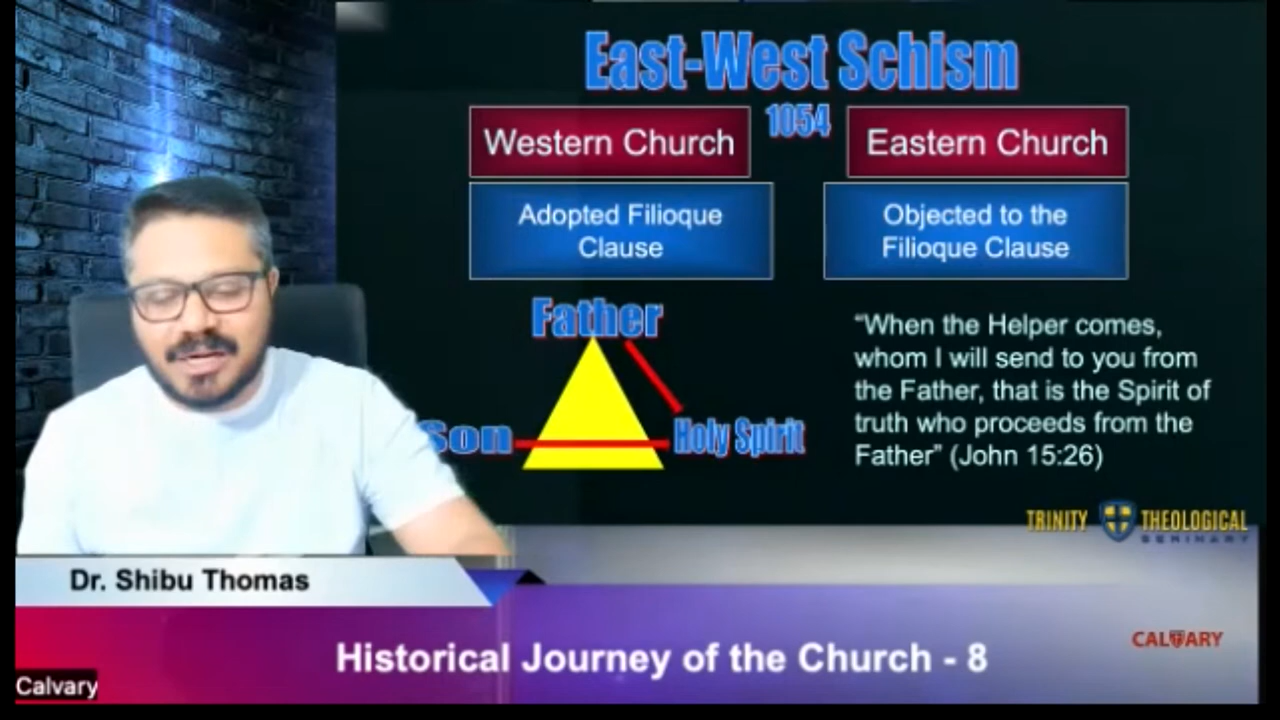 East-West Schism
1054
Western Church
Eastern Church
Adopted Filioque
Clause
Objected to the
Filioque Clause
Father
Son
Holy Spirit
“When the Helper comes,
whom I will send to you from
the Father, that is the Spirit of
truth who proceeds from the
Father” (John 15:26)
TRINITY THEOLOGICAL
SEMINARY
Dr. Shibu Thomas
Historical Journey of the Church - 8
CALVARY
Calvary